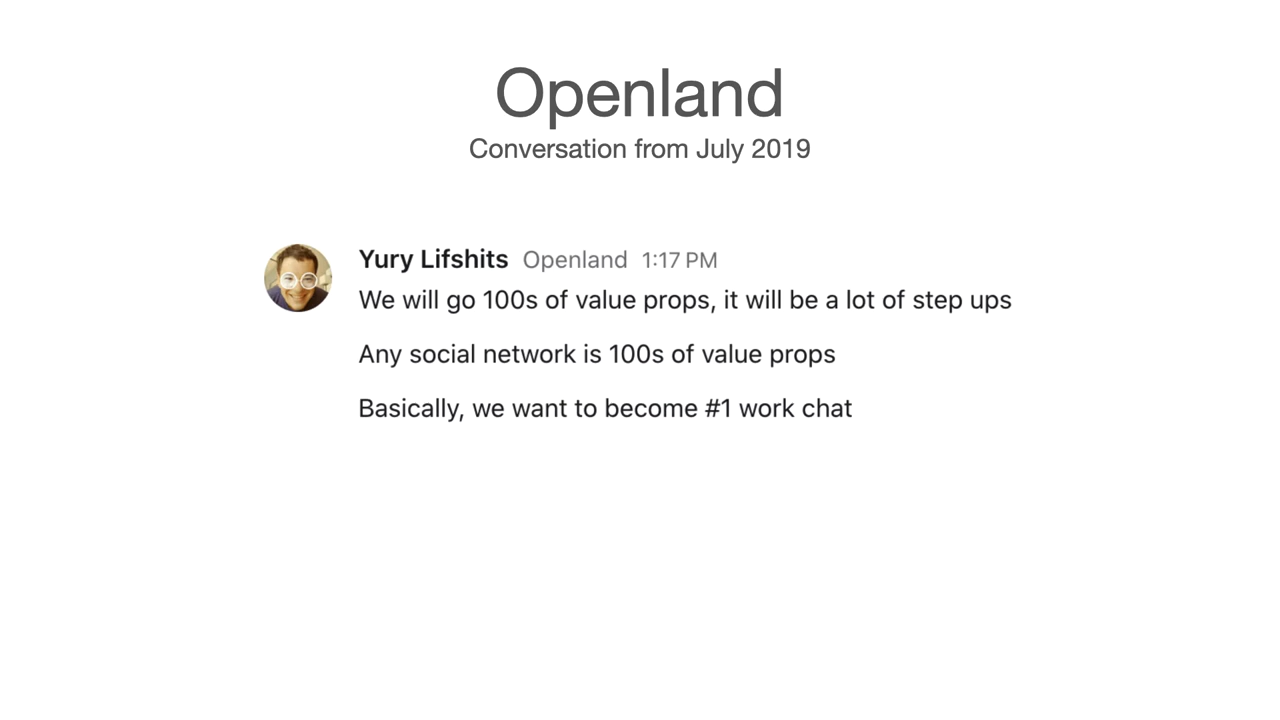 Openland
Conversation from July 2019
Yury Lifshits Openland 1:17 PM
We will go 100s of value props, it will be a lot of step ups
Any social network is 100s of value props
Basically, we want to become #1 work chat